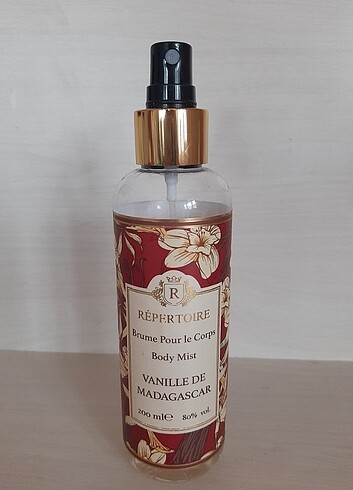 R
RÉPERTOIRE
Brume Pour le Corps
Body Mist
VANILLE DE
MADAGASCAR
200 ml℮ 80% vol.